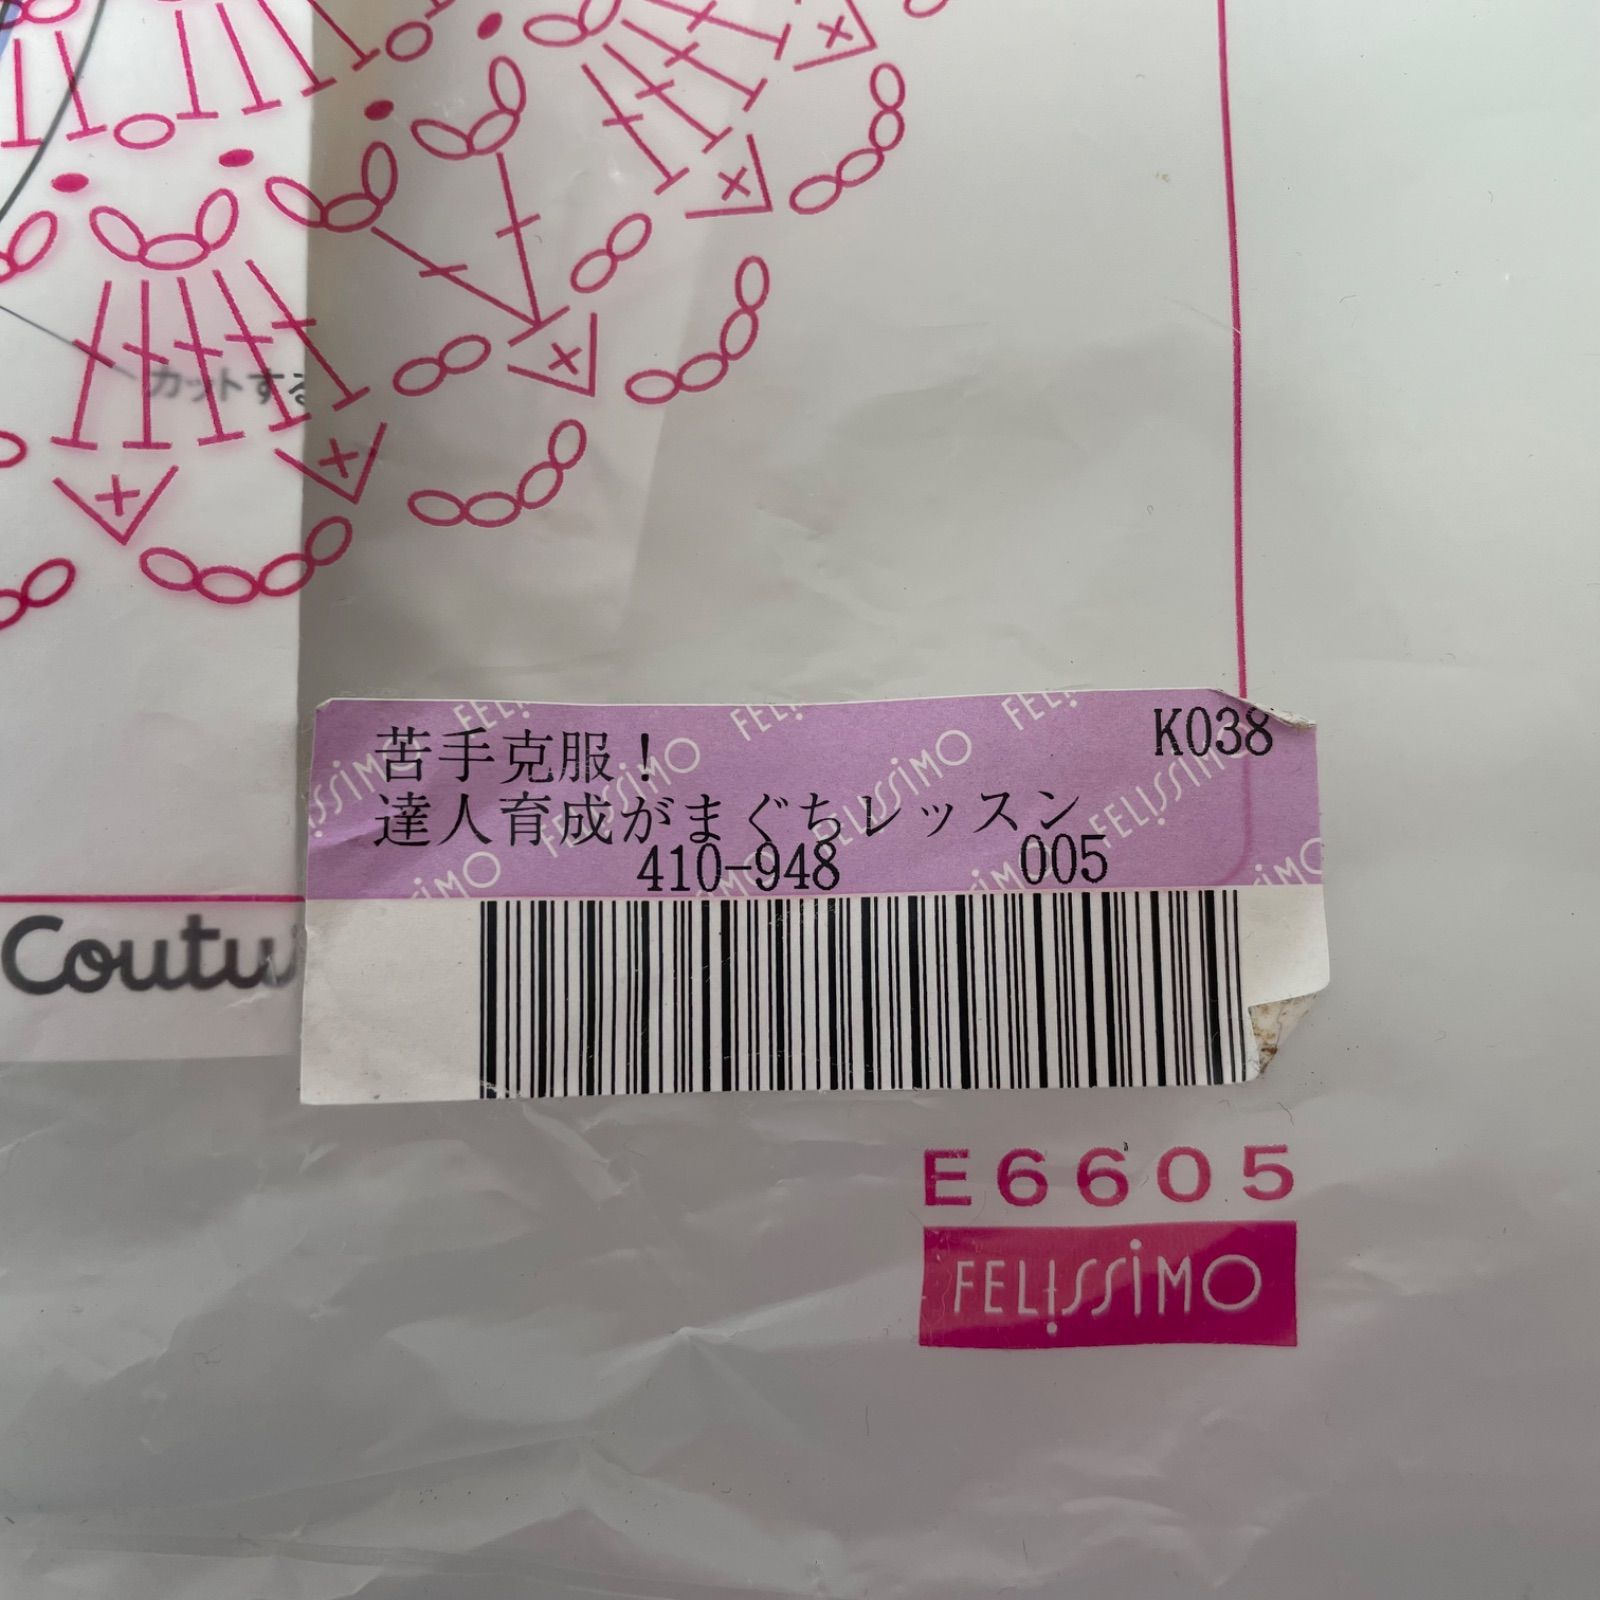 カットする
苦手克服！
K038
達人育成がまぐちレッスン
410-948 005
Coutu
E6605
FELISSIMO